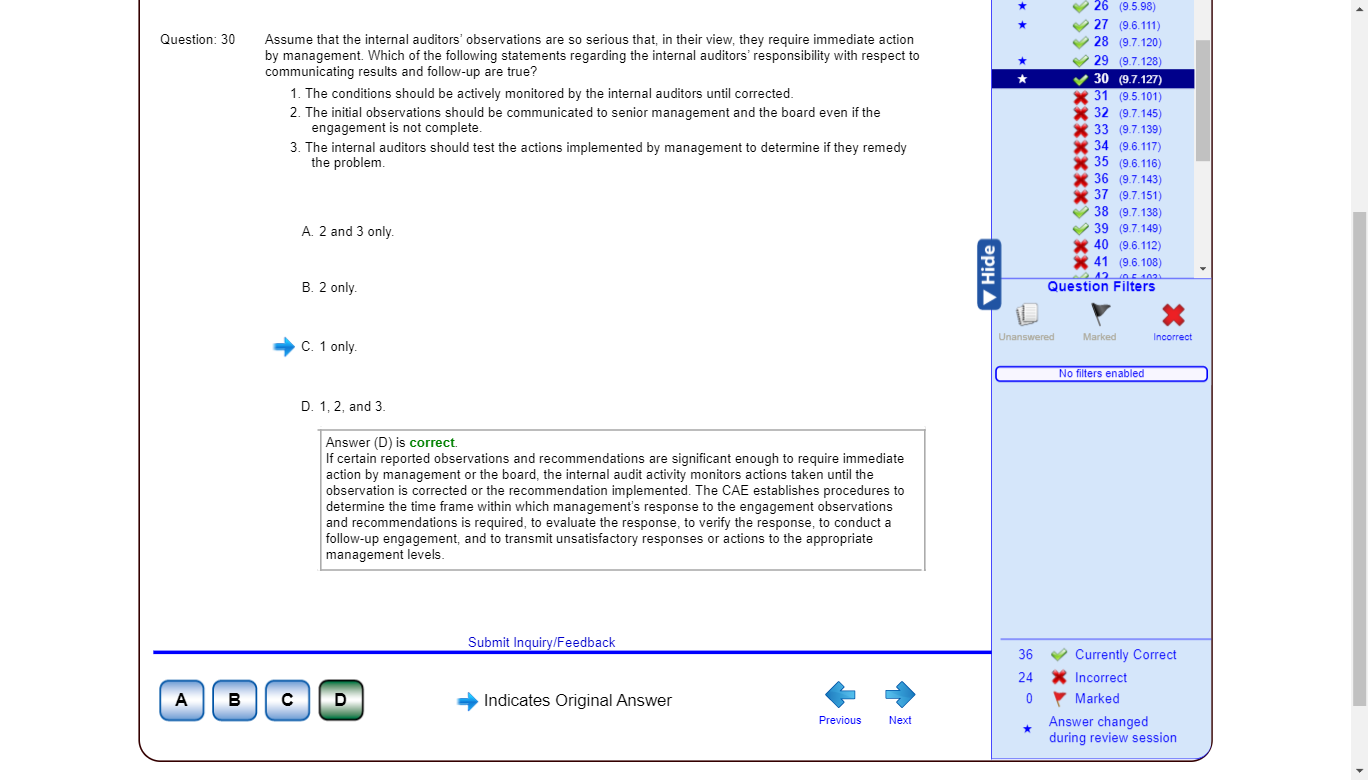 Question: 30
Assume that the internal auditors' observations are so serious that, in their view, they require immediate action
by management. Which of the following statements regarding the internal auditors' responsibility with respect to
communicating results and follow-up are true?
1. The conditions should be actively monitored by the internal auditors until corrected.
2. The initial observations should be communicated to senior management and the board even if the
engagement is not complete.
3. The internal auditors should test the actions implemented by management to determine if they remedy
the problem.
A. 2 and 3 only.
B. 2 only.
C. 1 only.
D. 1, 2, and 3.
Answer (D) is correct.
If certain reported observations and recommendations are significant enough to require immediate
action by management or the board, the internal audit activity monitors actions taken until the
observation is corrected or the recommendation implemented. The CAE establishes procedures to
determine the time frame within which management's response to the engagement observations
and recommendations is required, to evaluate the response, to verify the response, to conduct a
follow-up engagement, and to transmit unsatisfactory responses or actions to the appropriate
management levels.
Submit Inquiry/Feedback
A B C D
Indicates Original Answer
Previous
Next
26 (9.5.98)
27 (9.6.111)
28 (9.7.120)
29 (9.7.128)
30 (9.7.127)
31 (9.5.101)
32 (9.7.145)
33 (9.7.139)
34 (9.6.117)
35 (9.6.116)
36 (9.7.143)
37 (9.7.151)
38 (9.7.138)
39 (9.7.149)
40 (9.6.112)
41 (9.6.108)
Hide
Question Filters
Unanswered
Marked
Incorrect
No filters enabled
36 Currently Correct
24 Incorrect
0 Marked
Answer changed
during review session